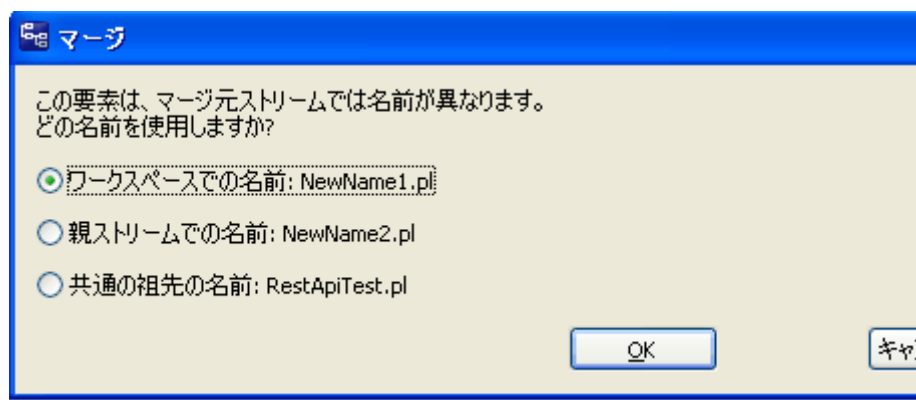 マージ
この要素は、マージ元ストリームでは名前が異なります。
どの名前を使用しますか?
ワークスペースでの名前: NewName1.pl
親ストリームでの名前: NewName2.pl
共通の祖先の名前: RestApiTest.pl
OK
キャ